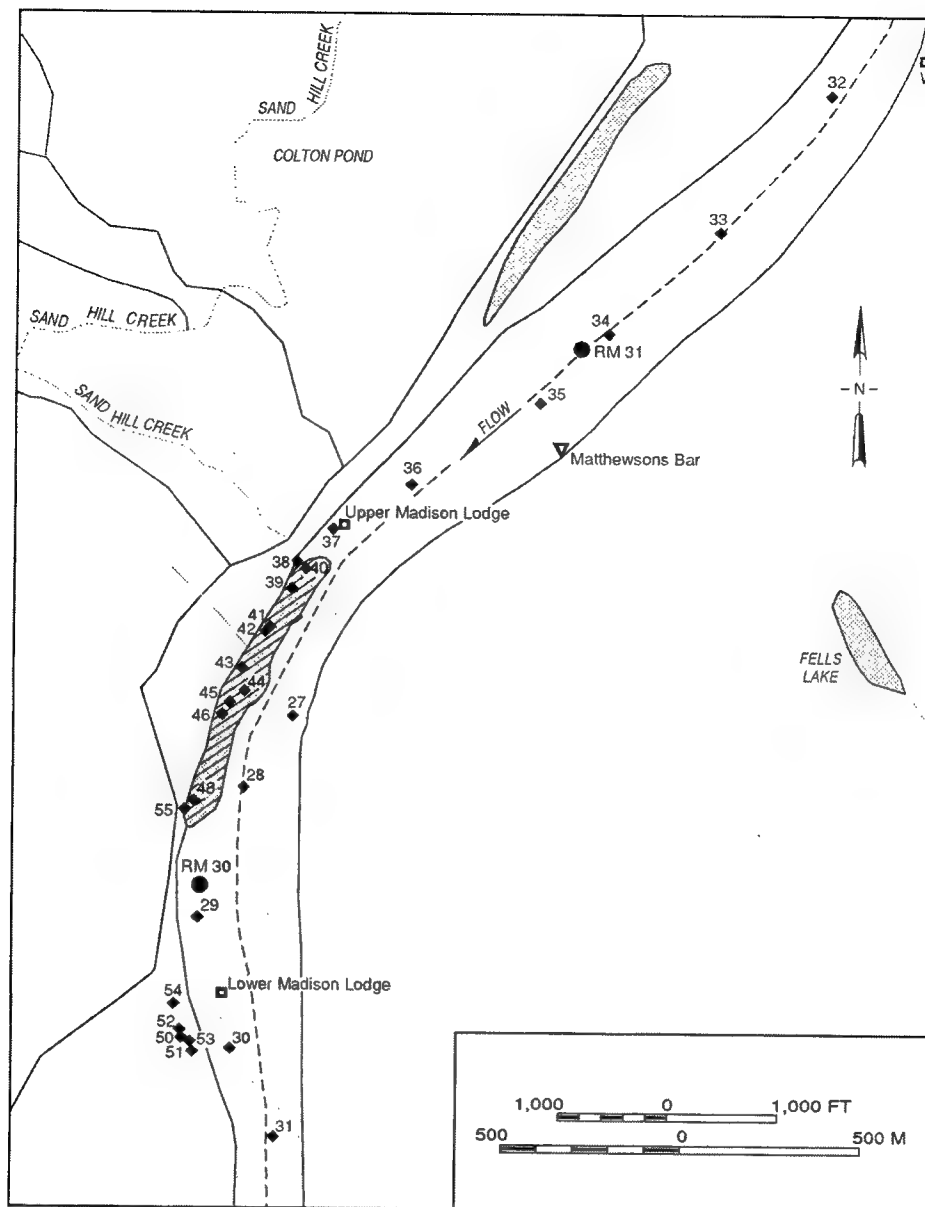 SAND
HILL CREEK
COLTON POND
32
33
SAND HILL CREEK
34
RM 31
SAND HILL CREEK
35
FLOW
-N-
Matthewsons Bar
36
Upper Madison Lodge
37
38
40
39
41
42
43
44
45
46
27
FELLS
LAKE
28
48
55
RM 30
29
Lower Madison Lodge
54
52
50
53
51
30
31
1,000 0 1,000 FT
500 0 500 M